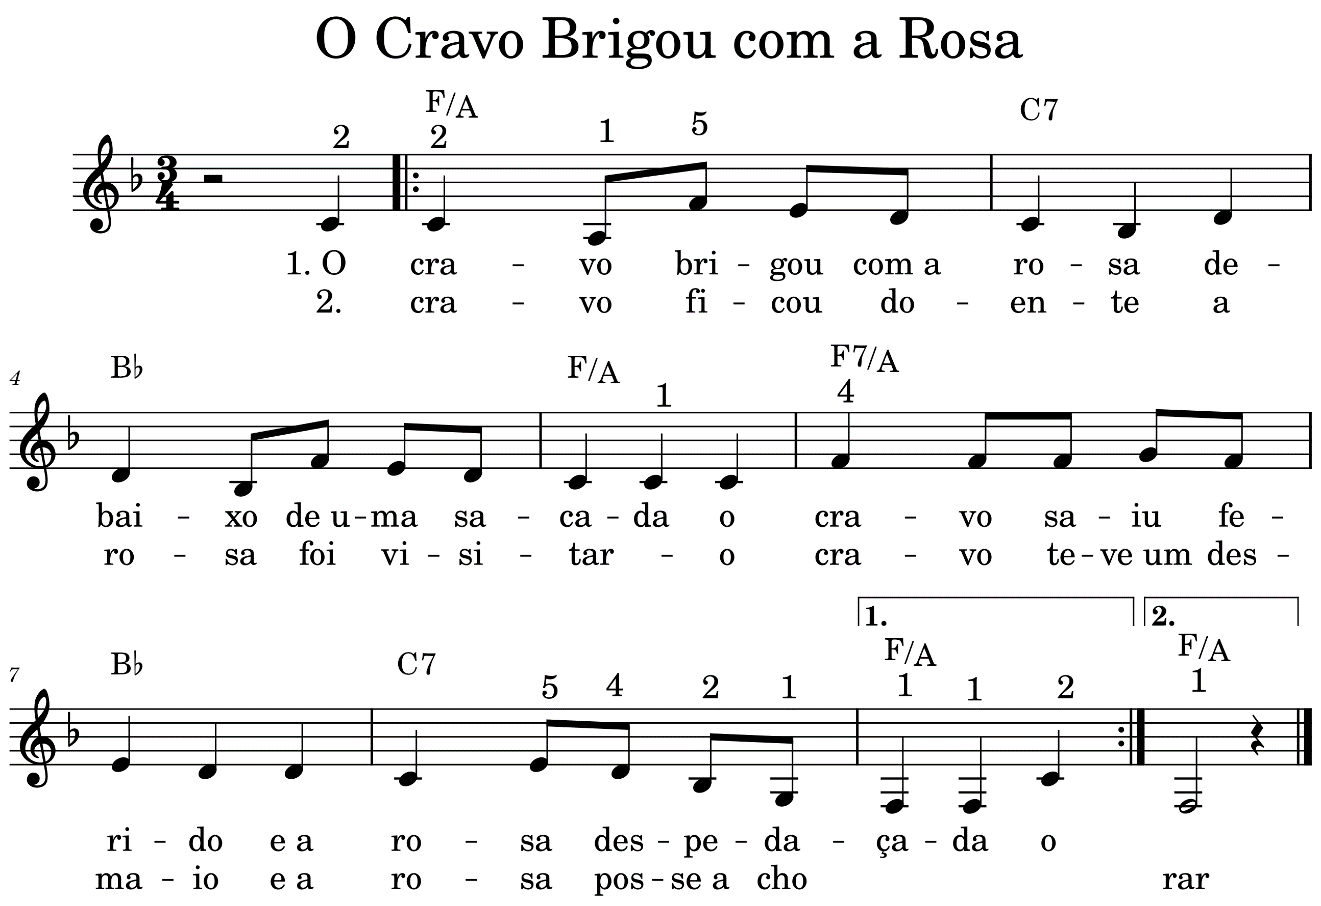 O Cravo Brigou com a Rosa
F/A C7
2 2 1 5
3
4
1. O cra - vo bri - gou com a ro - sa de -
2. cra - vo fi - cou do - en - te a
4 B♭ F/A F7/A
1 4
bai - xo de u - ma sa - ca - da o cra - vo sa - iu fe -
ro - sa foi vi - si - tar - o cra - vo te - ve um des -
1. 2.
7 B♭ C7 F/A F/A
5 4 2 1 1 1 2 1
ri - do e a ro - sa des - pe - da - ça - da o
ma - io e a ro - sa pos - se a cho rar